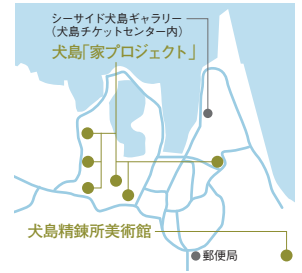 シーサイド犬島ギャラリー
（犬島チケットセンター内）
犬島「家プロジェクト」
犬島精錬所美術館
郵便局